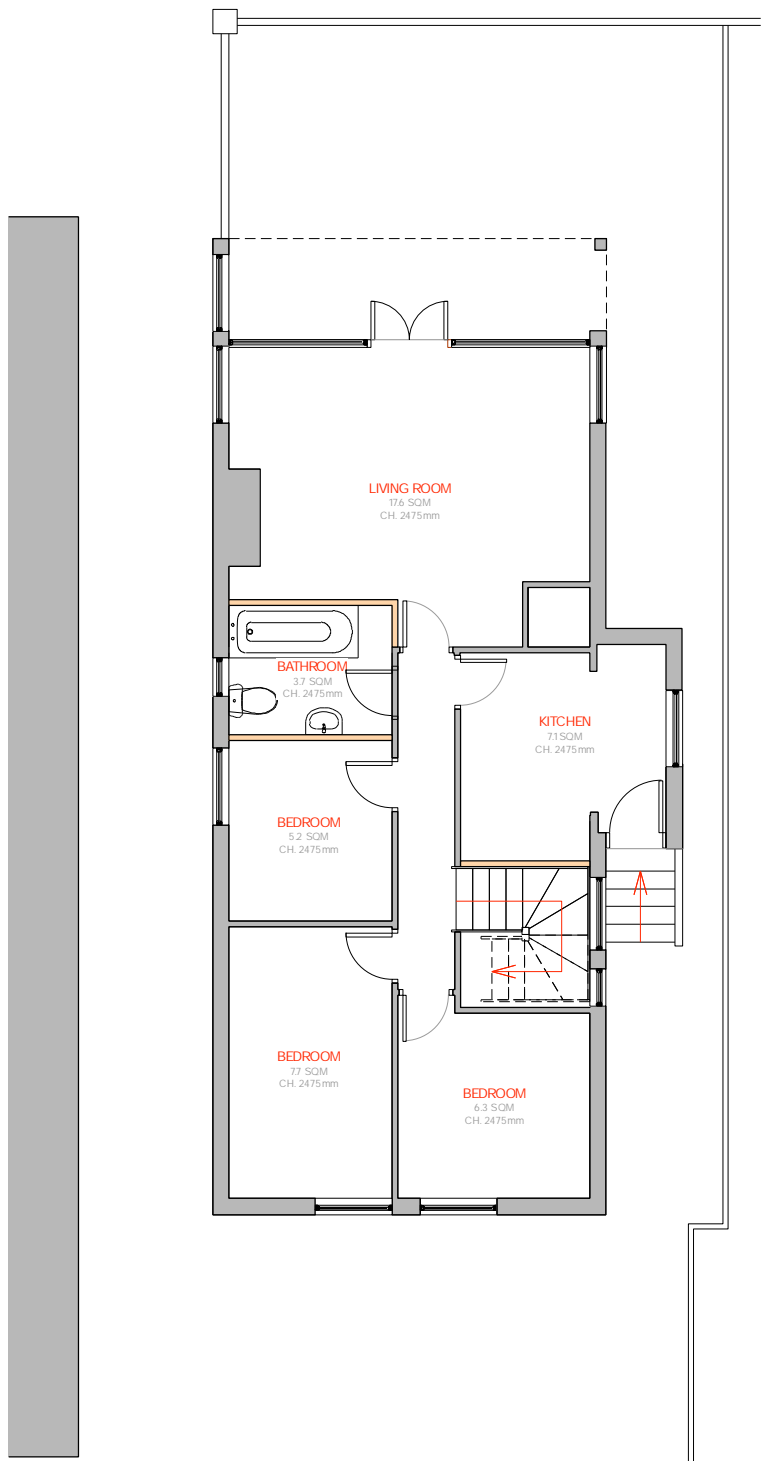 LIVING ROOM
17.6 SQM
CH. 2475mm
BATHROOM
3.7 SQM
CH. 2475mm
KITCHEN
7.1 SQM
CH. 2475mm
BEDROOM
5.2 SQM
CH. 2475mm
BEDROOM
7.7 SQM
CH. 2475mm
BEDROOM
6.3 SQM
CH. 2475mm